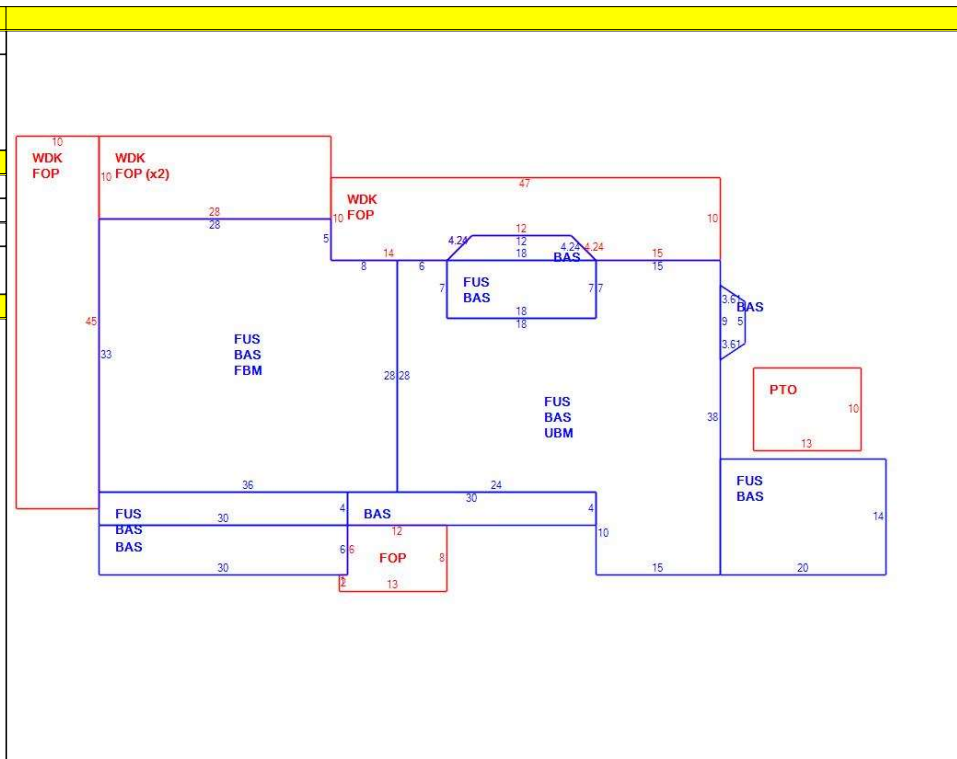 10
WDK
FOP
WDK
10 FOP (x2)
47
WDK
10 FOP
10
28
28
5
12
12
4.24
4.24 4.24
14
18
BAS
15
8
6
15
FUS
BAS
7
7 7
18
18
3.61
BAS
9 5
3.61
45
33
FUS
BAS
FBM
28 28
FUS
BAS
UBM
38
PTO
10
13
36
24
30
FUS
BAS
BAS
30
4
BAS
4
FUS
BAS
14
12
6 6
FOP
8
10
30
2
13
15
20